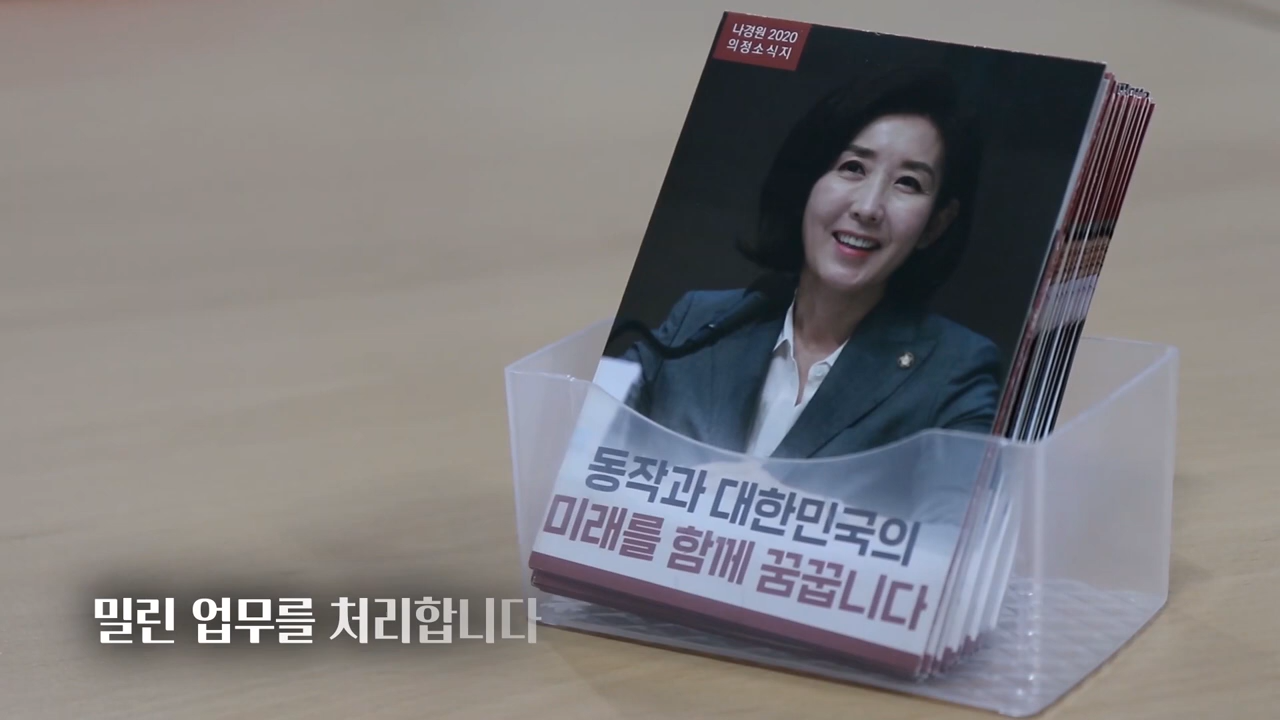 나경원 2020
의정소식지
동작과 대한민국의
미래를 함께 꿈꿉니다
밀린 업무를 처리합니다